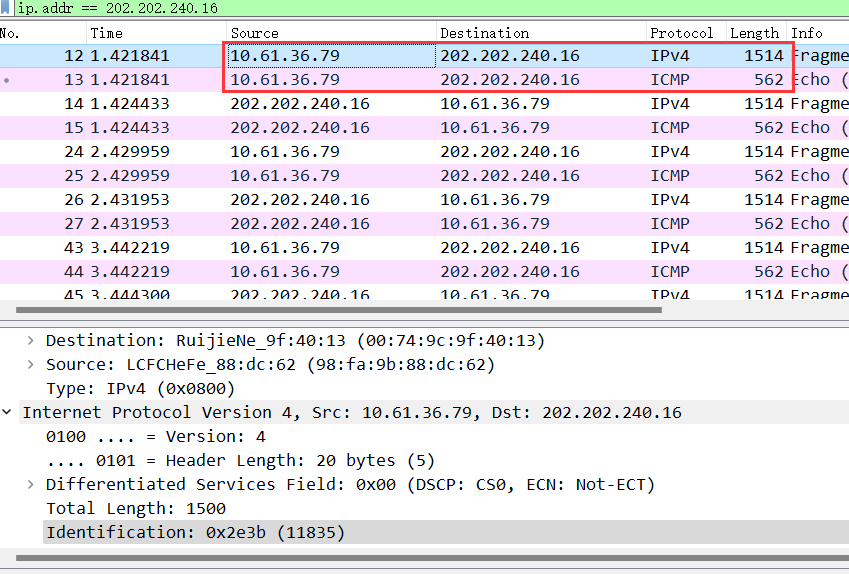 ip.addr == 202.202.240.16
No. Time Source Destination Protocol Length Info
12 1.421841 10.61.36.79 202.202.240.16 IPv4 1514 Fragme
13 1.421841 10.61.36.79 202.202.240.16 ICMP 562 Echo (
14 1.424433 202.202.240.16 10.61.36.79 IPv4 1514 Fragme
15 1.424433 202.202.240.16 10.61.36.79 ICMP 562 Echo (
24 2.429959 10.61.36.79 202.202.240.16 IPv4 1514 Fragme
25 2.429959 10.61.36.79 202.202.240.16 ICMP 562 Echo (
26 2.431953 202.202.240.16 10.61.36.79 IPv4 1514 Fragme
27 2.431953 202.202.240.16 10.61.36.79 ICMP 562 Echo (
43 3.442219 10.61.36.79 202.202.240.16 IPv4 1514 Fragme
44 3.442219 10.61.36.79 202.202.240.16 ICMP 562 Echo (
45 3.444300 202.202.240.16 10.61.36.79 IPv4 1514 Fragme
Destination: RuijieNe_9f:40:13 (00:74:9c:9f:40:13)
Source: LCFCHeFe_88:dc:62 (98:fa:9b:88:dc:62)
Type: IPv4 (0x0800)
Internet Protocol Version 4, Src: 10.61.36.79, Dst: 202.202.240.16
0100 .... = Version: 4
.... 0101 = Header Length: 20 bytes (5)
Differentiated Services Field: 0x00 (DSCP: CS0, ECN: Not-ECT)
Total Length: 1500
Identification: 0x2e3b (11835)